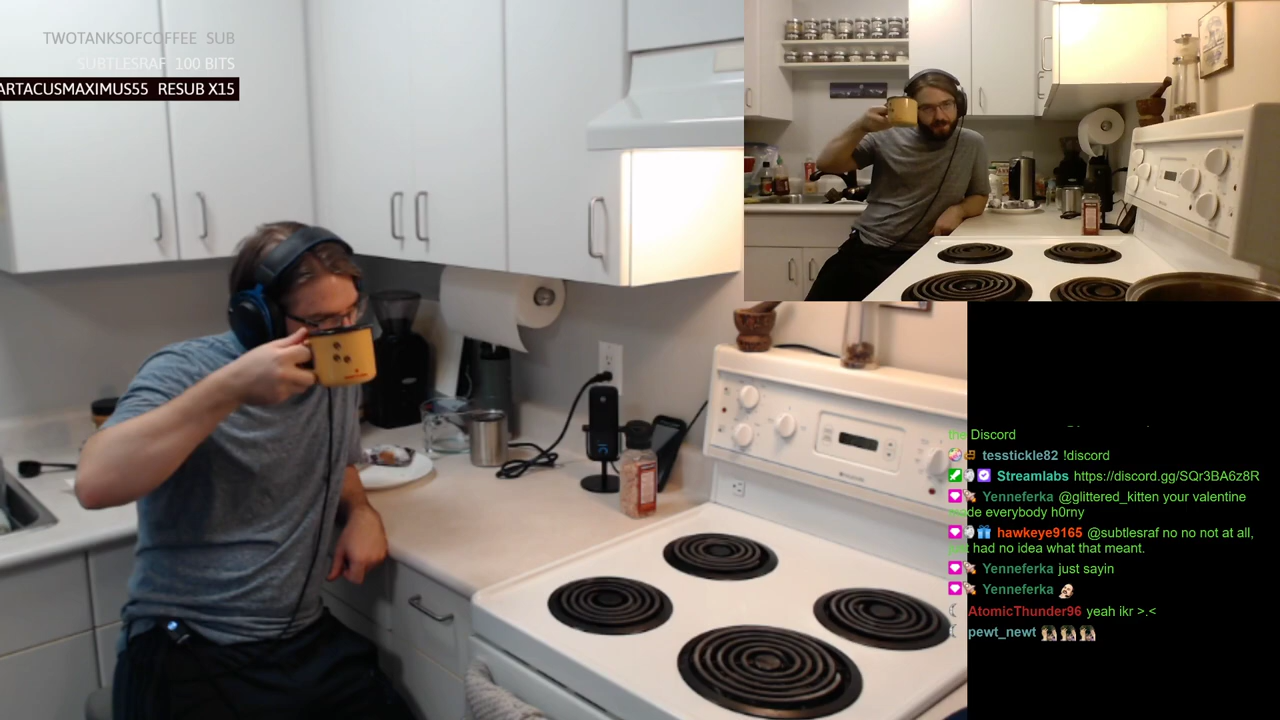 TWOTANKSOFCOFFEE SUB
SUBTLESRAF 100 BITS
ARTACUSMAXIMUS55 RESUB X15
the Discord
tesstickle82 !discord
Streamlabs https://discord.gg/SQr3BA6z8R
Yenneferka @glittered_kitten your valentine
made everybody h0rny
hawkeye9165 @subtlesraf no no not at all,
just had no idea what that meant.
Yenneferka just sayin
Yenneferka
AtomicThunder96 yeah ikr >.<
pewt_newt